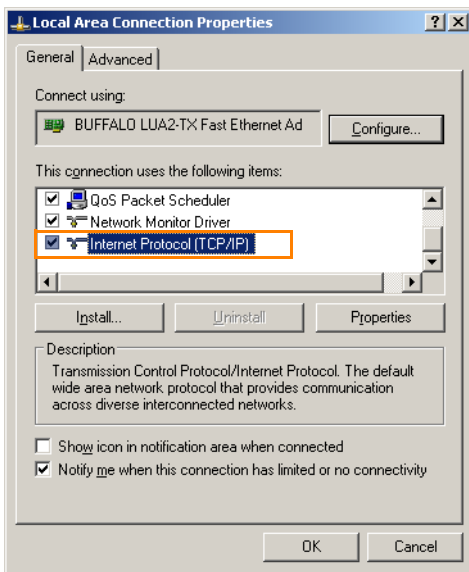 Local Area Connection Properties
General
Advanced
Connect using:
BUFFALO LUA2-TX Fast Ethernet Ad
Configure...
This connection uses the following items:
QoS Packet Scheduler
Network Monitor Driver
Internet Protocol (TCP/IP)
Install...
Uninstall
Properties
Description
Transmission Control Protocol/Internet Protocol. The default
wide area network protocol that provides communication
across diverse interconnected networks.
Show icon in notification area when connected
Notify me when this connection has limited or no connectivity
OK
Cancel